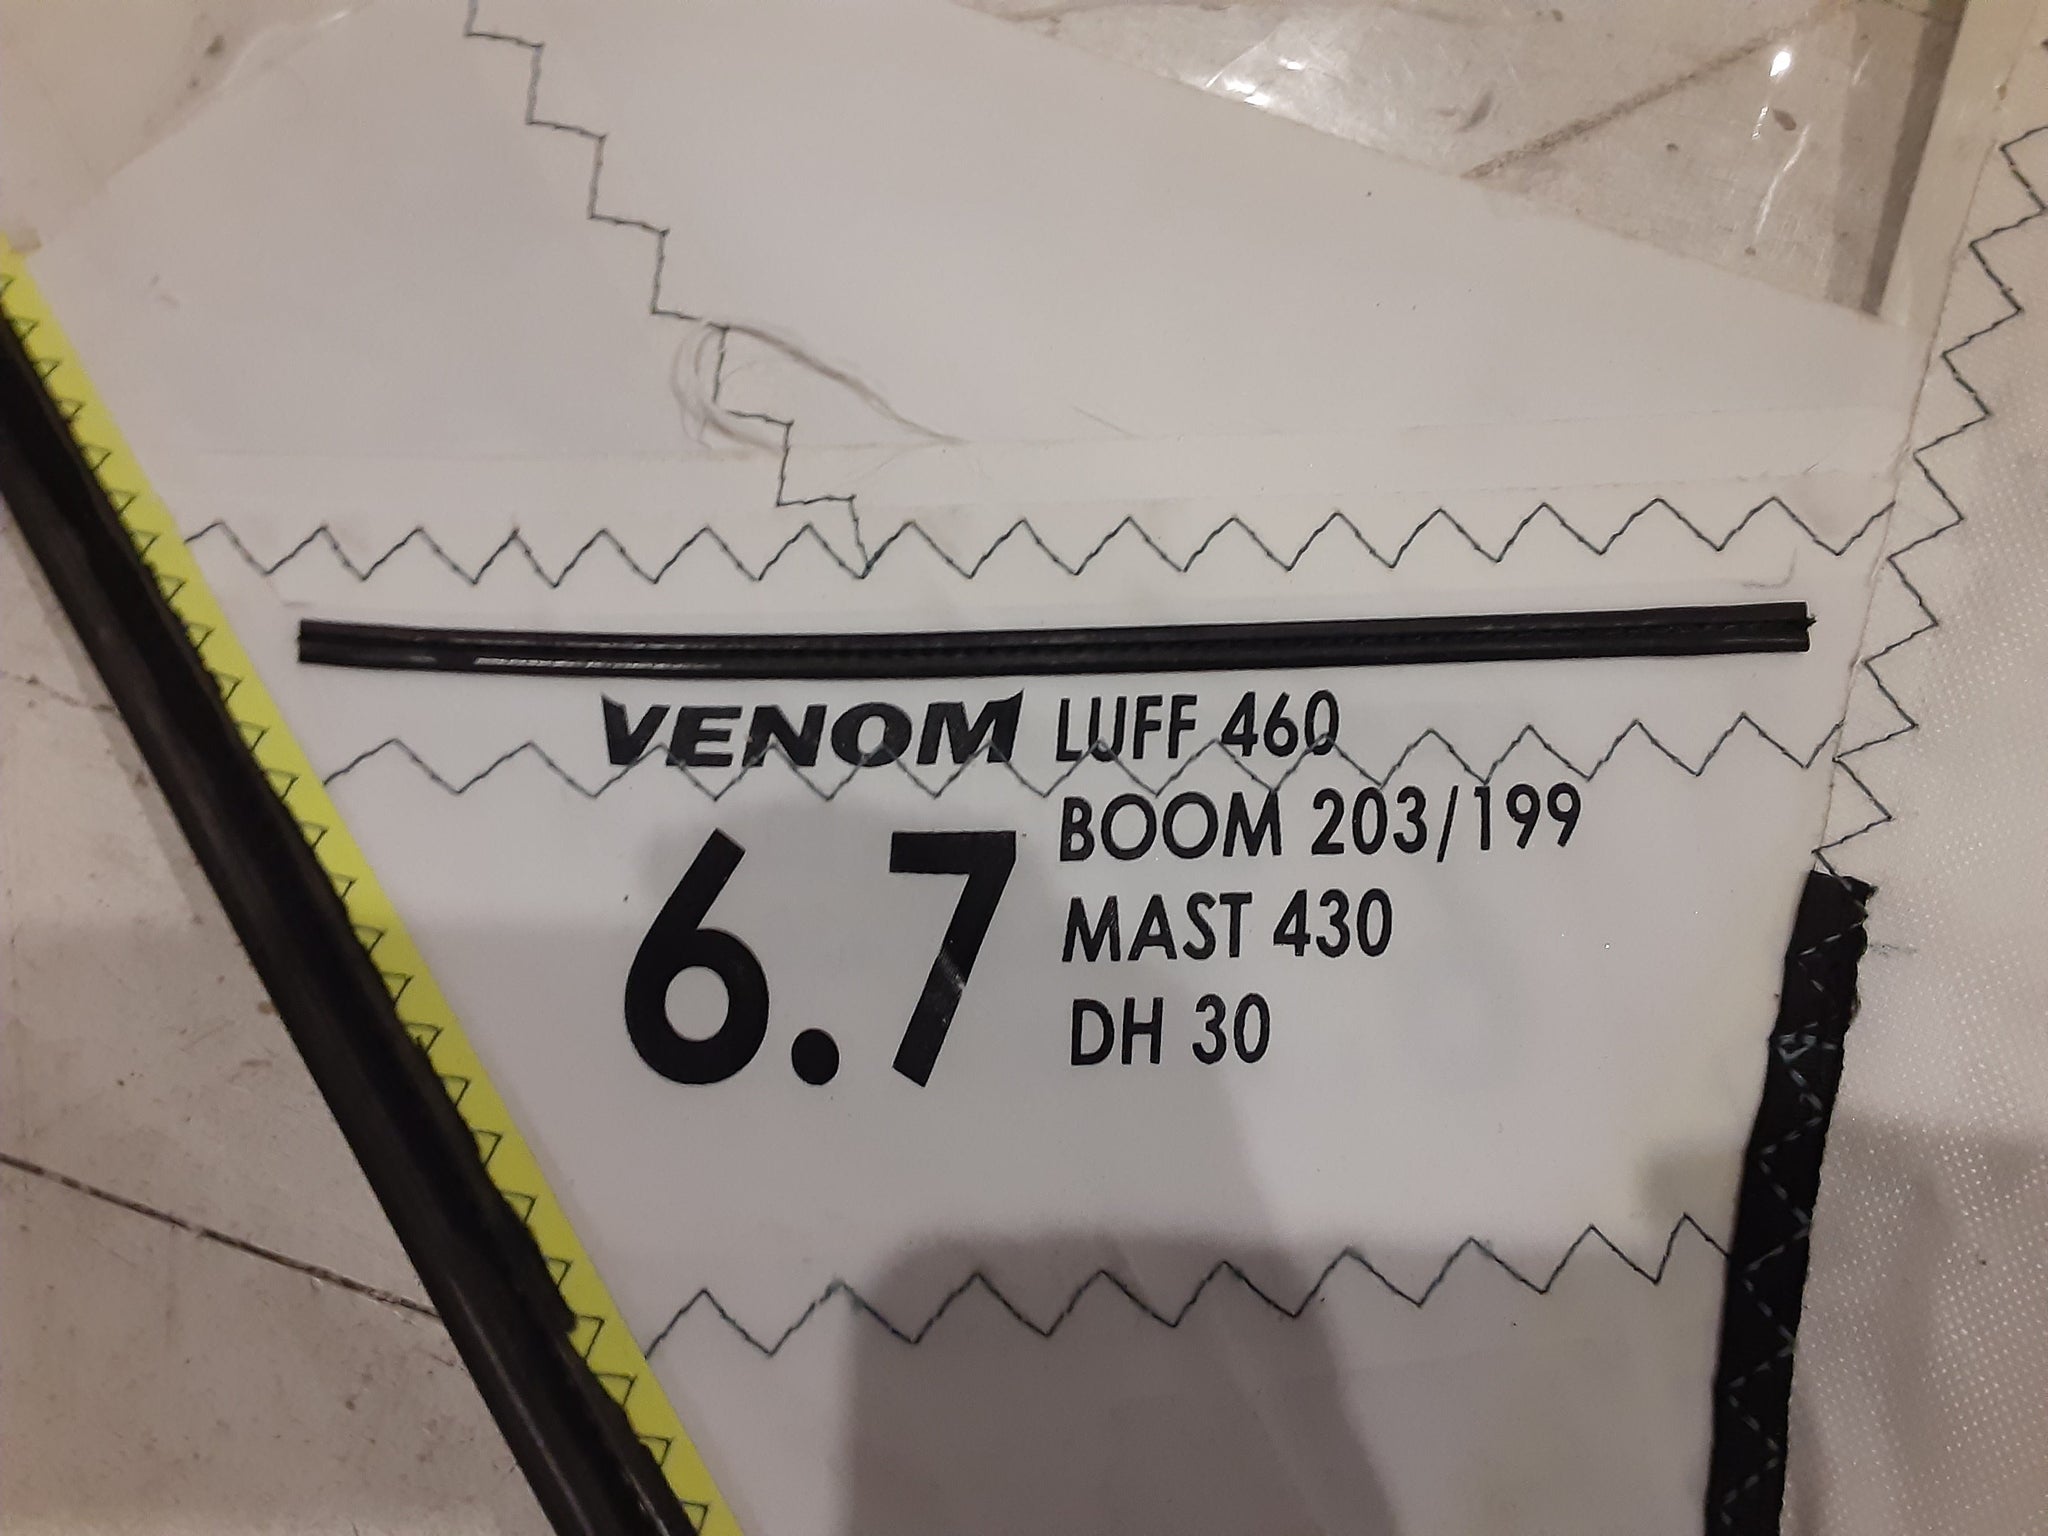 VENOM LUFF 460
6.7
BOOM 203/199
MAST 430
DH 30